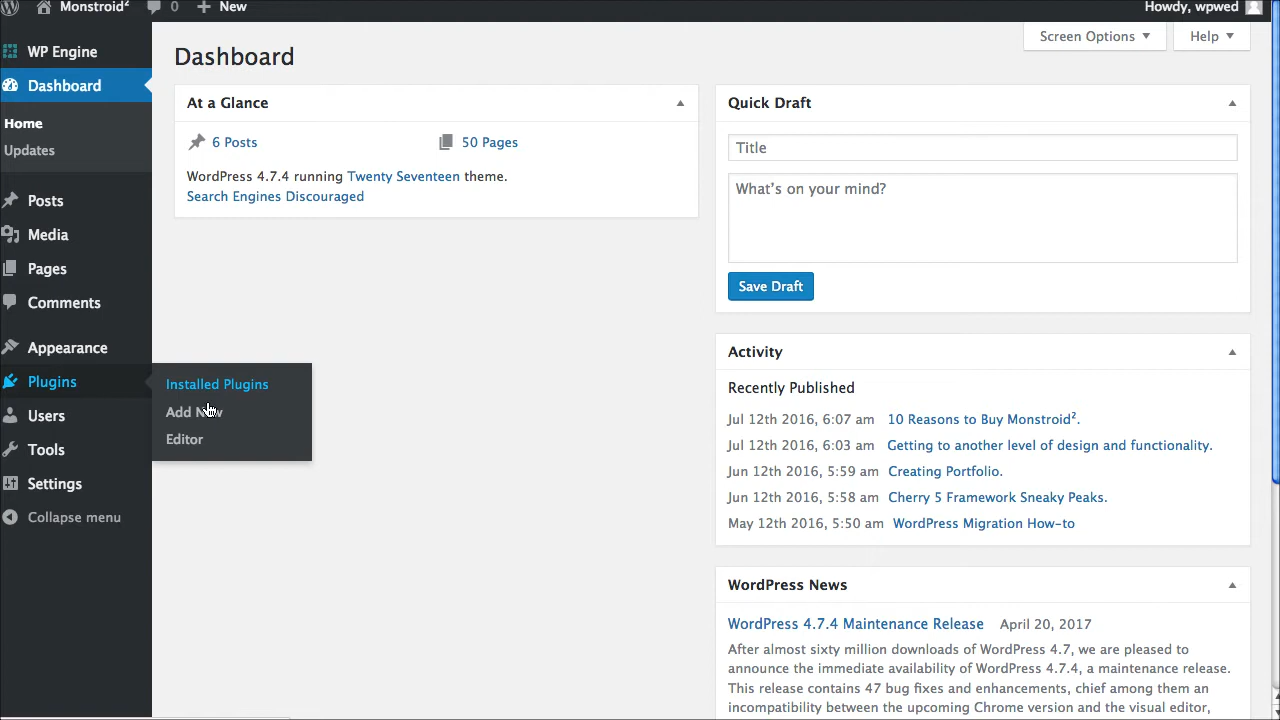 Monstroid² 0 New Howdy, wpwed
WP Engine
Dashboard
Home
Updates
Posts
Media
Pages
Comments
Appearance
Plugins
Users
Tools
Settings
Collapse menu
Installed Plugins
Add New
Editor
Screen Options Help
Dashboard
At a Glance
6 Posts 50 Pages
WordPress 4.7.4 running Twenty Seventeen theme.
Search Engines Discouraged
Quick Draft
Title
What's on your mind?
Save Draft
Activity
Recently Published
Jul 12th 2016, 6:07 am 10 Reasons to Buy Monstroid².
Jul 12th 2016, 6:03 am Getting to another level of design and functionality.
Jun 12th 2016, 5:59 am Creating Portfolio.
Jun 12th 2016, 5:58 am Cherry 5 Framework Sneaky Peaks.
May 12th 2016, 5:50 am WordPress Migration How-to
WordPress News
WordPress 4.7.4 Maintenance Release April 20, 2017
After almost sixty million downloads of WordPress 4.7, we are pleased to
announce the immediate availability of WordPress 4.7.4, a maintenance release.
This release contains 47 bug fixes and enhancements, chief among them an
incompatibility between the upcoming Chrome version and the visual editor,